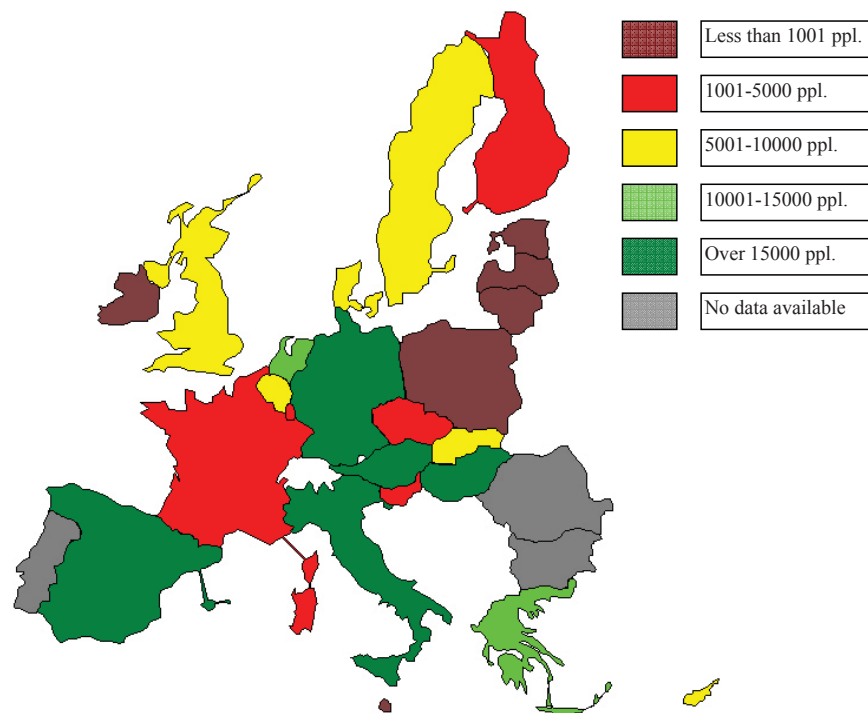 Less than 1001 ppl.
1001-5000 ppl.
5001-10000 ppl.
10001-15000 ppl.
Over 15000 ppl.
No data available